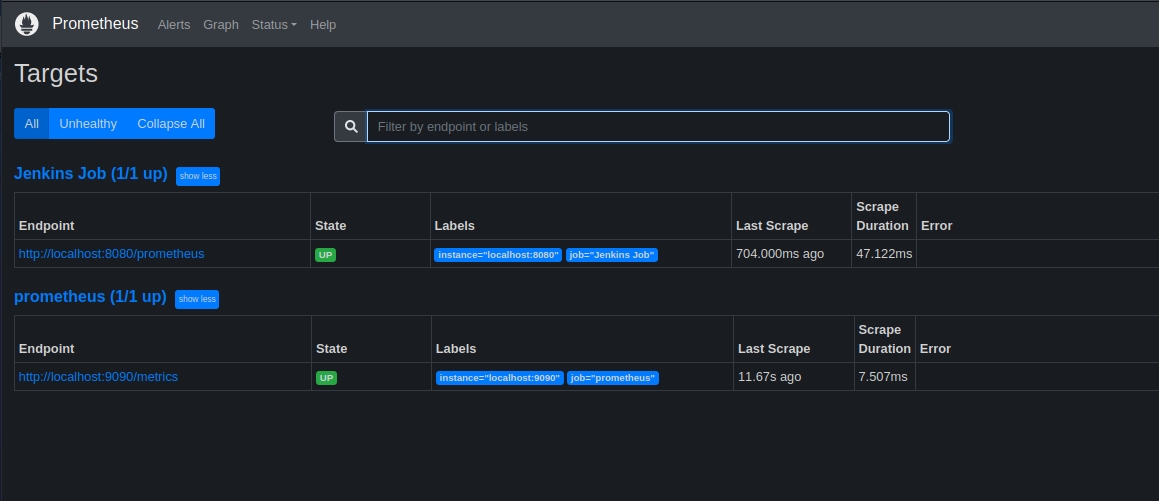 Prometheus Alerts Graph Status Help
Targets
All Unhealthy Collapse All
Filter by endpoint or labels
Jenkins Job (1/1 up) show less
Endpoint State Labels Last Scrape Scrape Duration Error
http://localhost:8080/prometheus UP instance="localhost:8080" job="Jenkins Job" 704.000ms ago 47.122ms
prometheus (1/1 up) show less
Endpoint State Labels Last Scrape Scrape Duration Error
http://localhost:9090/metrics UP instance="localhost:9090" job="prometheus" 11.67s ago 7.507ms